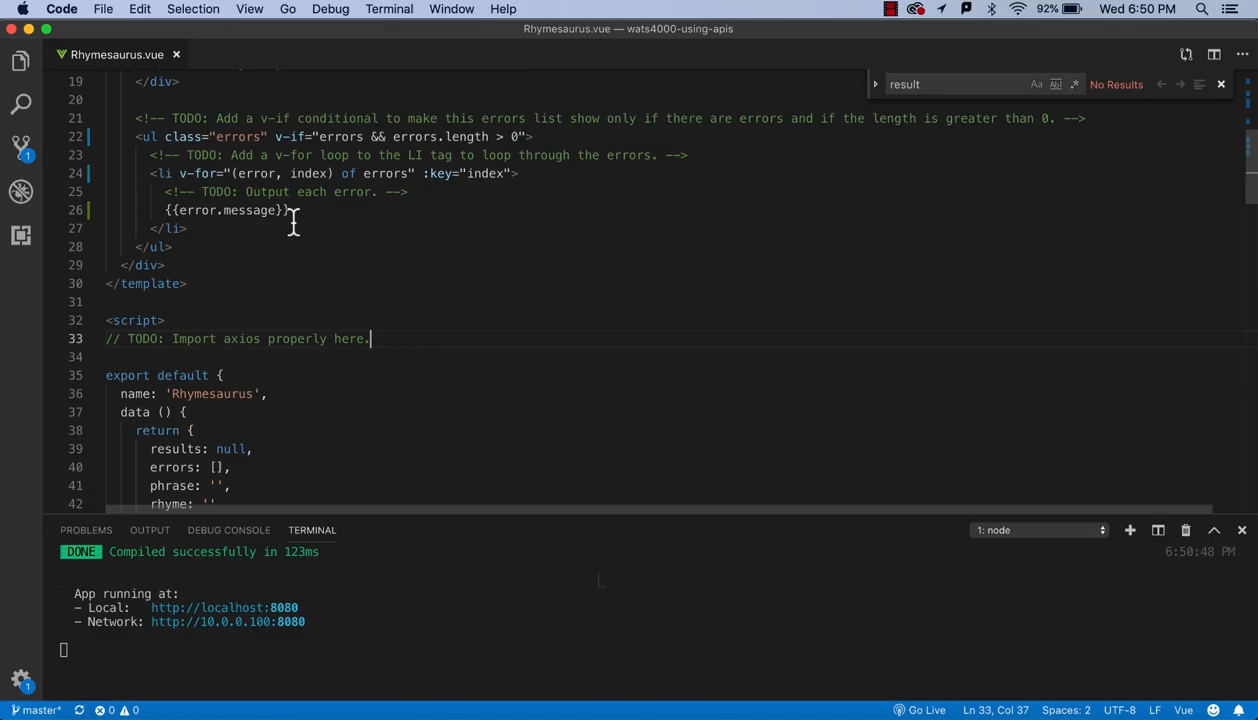 Code File Edit Selection View Go Debug Terminal Window Help 92% Wed 6:50 PM
Rhymesaurus.vue — wats4000-using-apis
Rhymesaurus.vue
result Aa Abl .* No Results
19 </div>
20
21 <!-- TODO: Add a v-if conditional to make this errors list show only if there are errors and if the length is greater than 0. -->
22 <ul class="errors" v-if="errors && errors.length > 0">
23 <!-- TODO: Add a v-for loop to the LI tag to loop through the errors. -->
24 <li v-for="(error, index) of errors" :key="index">
25 <!-- TODO: Output each error. -->
26 {{error.message}}
27 </li>
28 </ul>
29 </div>
30 </template>
31
32 <script>
33 // TODO: Import axios properly here.
34
35 export default {
36 name: 'Rhymesaurus',
37 data () {
38 return {
39 results: null,
40 errors: [],
41 phrase: '',
42 rhyme: ''
1
PROBLEMS OUTPUT DEBUG CONSOLE TERMINAL 1: node
DONE Compiled successfully in 123ms 6:50:48 PM
App running at:
- Local: http://localhost:8080
- Network: http://10.0.0.100:8080
1
master* 0 0 Go Live Ln 33, Col 37 Spaces: 2 UTF-8 LF Vue